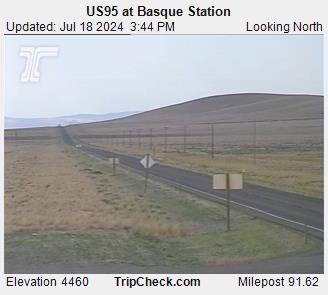 US95 at Basque Station
Updated: Jul 18 2024 3:44 PM Looking North
Elevation 4460 TripCheck.com Milepost 91.62